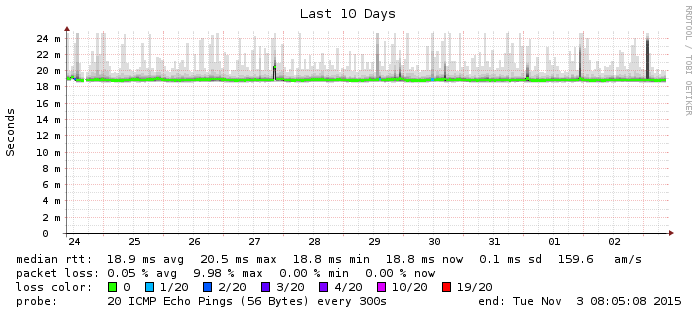 Last 10 Days
RRDTOOL / TOBI OETIKER
Seconds
24 m
22 m
20 m
18 m
16 m
14 m
12 m
10 m
8 m
6 m
4 m
2 m
0
24 25 26 27 28 29 30 31 01 02
median rtt: 18.9 ms avg 20.5 ms max 18.8 ms min 18.8 ms now 0.1 ms sd 159.6 am/s
packet loss: 0.05 % avg 9.98 % max 0.00 % min 0.00 % now
loss color: 0 1/20 2/20 3/20 4/20 10/20 19/20
probe: 20 ICMP Echo Pings (56 Bytes) every 300s end: Tue Nov 3 08:05:08 2015